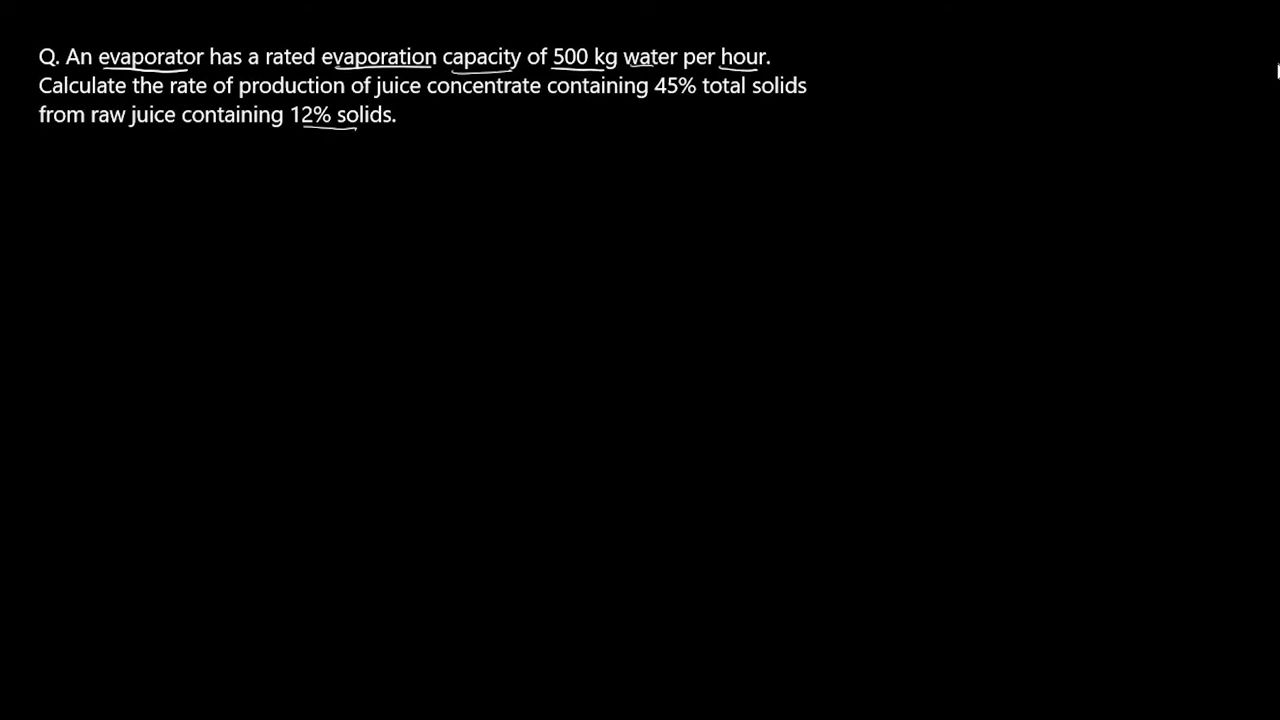 Q. An evaporator has a rated evaporation capacity of 500 kg water per hour.
Calculate the rate of production of juice concentrate containing 45% total solids
from raw juice containing 12% solids.